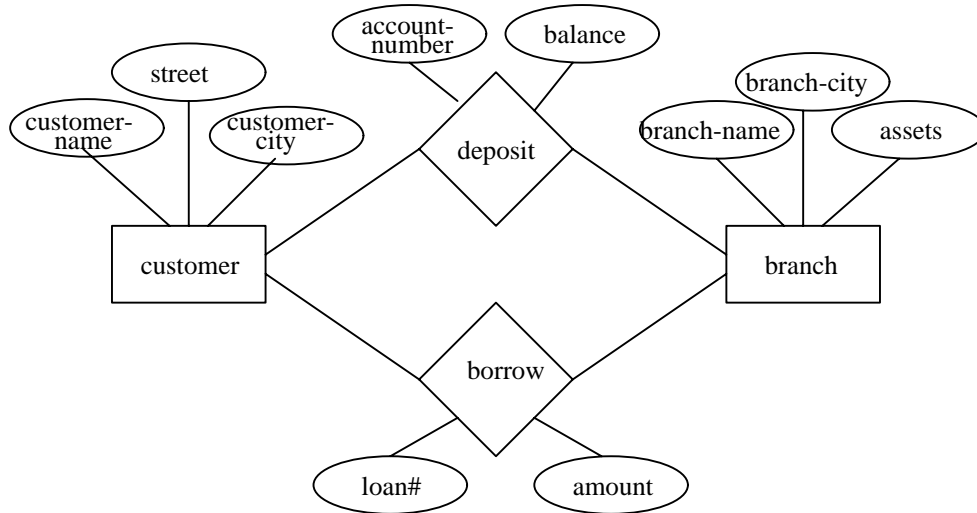 account-
number
balance
street
branch-city
customer-
name
customer-
city
branch-name
assets
deposit
customer
branch
borrow
loan#
amount